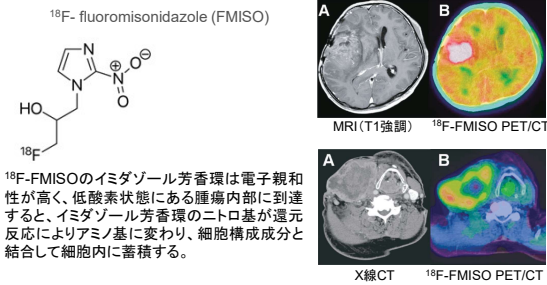 ¹⁸F- fluoromisonidazole (FMISO)
N
N
N⁺
O⁻
O
HO
¹⁸F
¹⁸F-FMISOのイミダゾール芳香環は電子親和
性が高く、低酸素状態にある腫瘍内部に到達
すると、イミダゾール芳香環のニトロ基が還元
反応によりアミノ基に変わり、細胞構成成分と
結合して細胞内に蓄積する。
A
B
MRI(T1強調)
¹⁸F-FMISO PET/CT
A
B
X線CT
¹⁸F-FMISO PET/CT